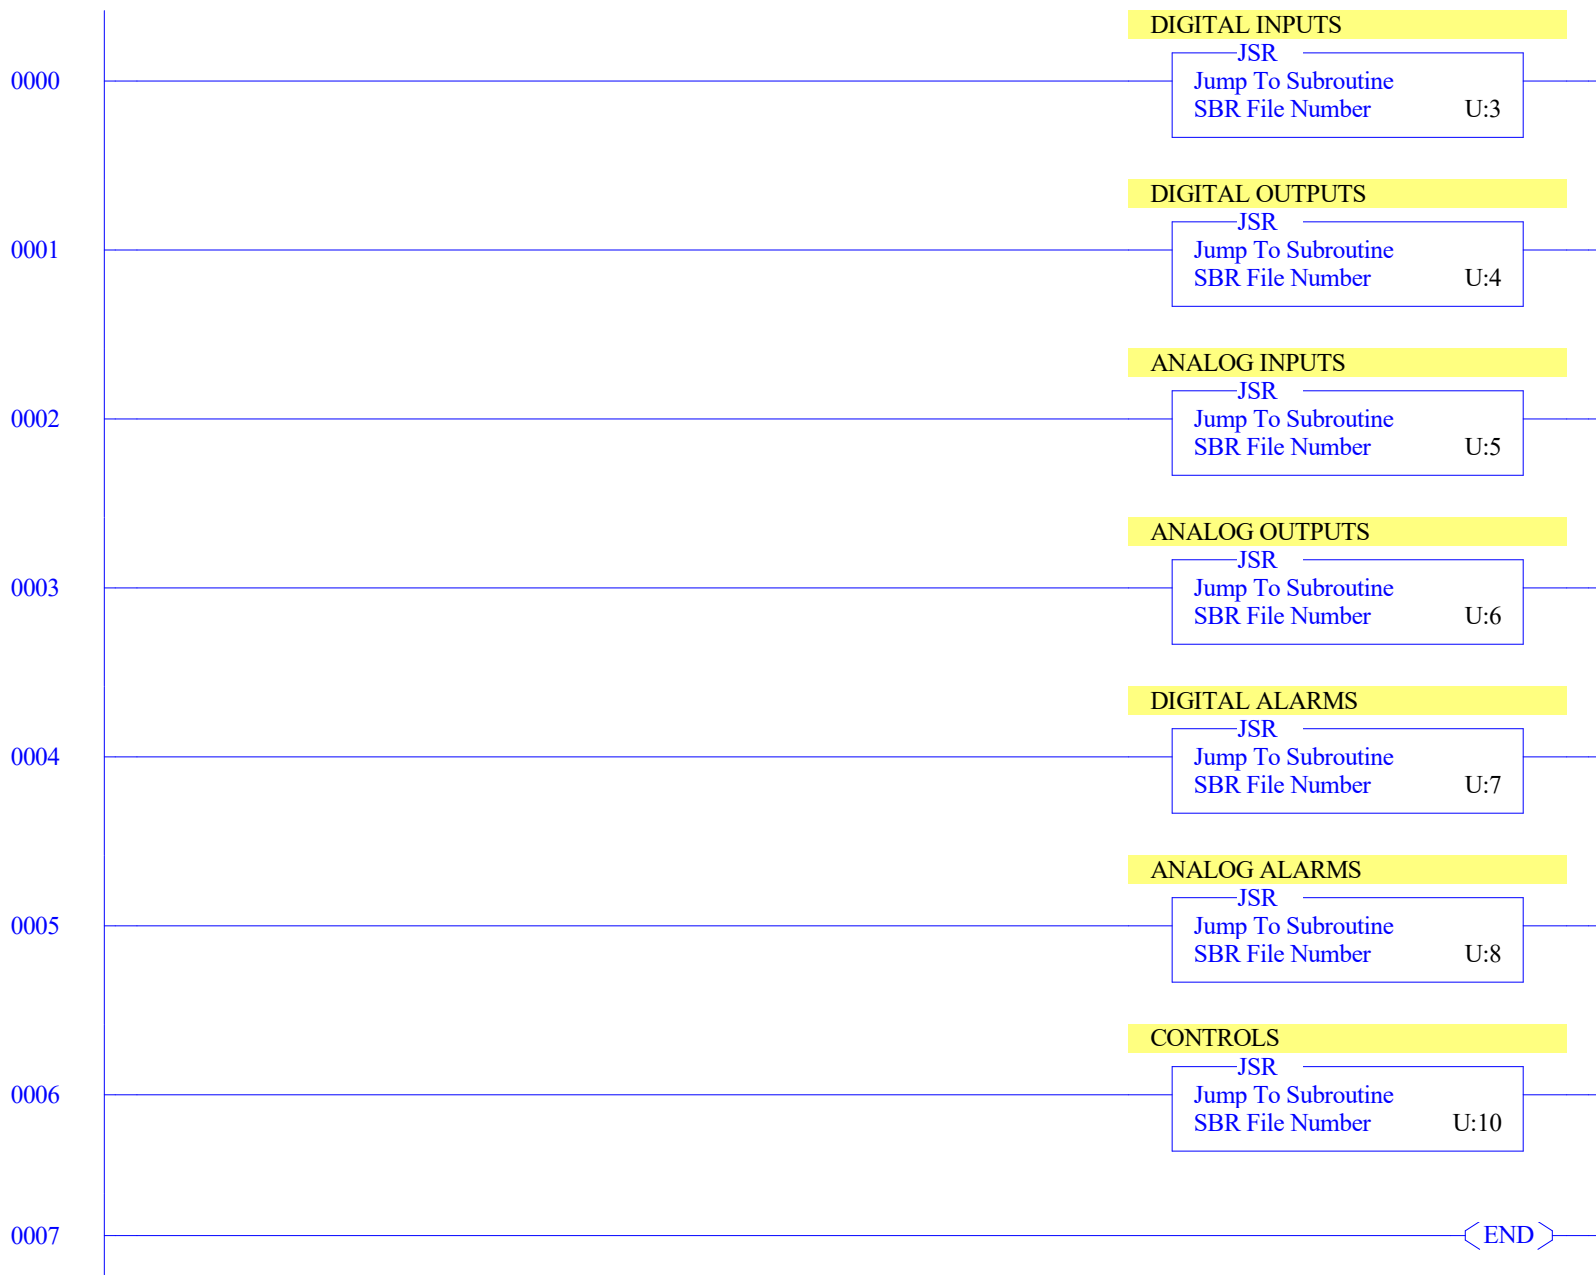 DIGITAL INPUTS
JSR
0000
Jump To Subroutine
SBR File Number U:3
DIGITAL OUTPUTS
JSR
0001
Jump To Subroutine
SBR File Number U:4
ANALOG INPUTS
JSR
0002
Jump To Subroutine
SBR File Number U:5
ANALOG OUTPUTS
JSR
0003
Jump To Subroutine
SBR File Number U:6
DIGITAL ALARMS
JSR
0004
Jump To Subroutine
SBR File Number U:7
ANALOG ALARMS
JSR
0005
Jump To Subroutine
SBR File Number U:8
CONTROLS
JSR
0006
Jump To Subroutine
SBR File Number U:10
0007 END